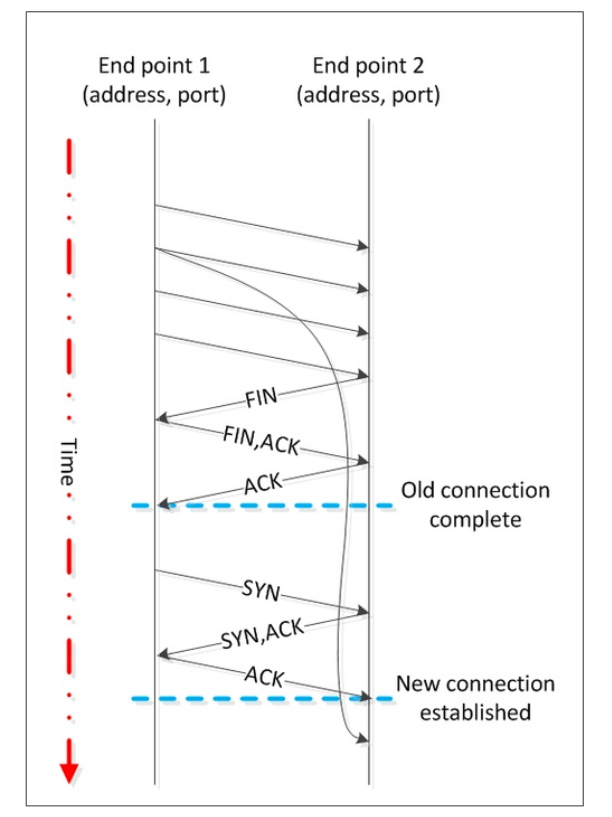 End point 1
(address, port)
End point 2
(address, port)
Time
FIN
FIN,ACK
ACK
Old connection
complete
SYN
SYN,ACK
ACK
New connection
established